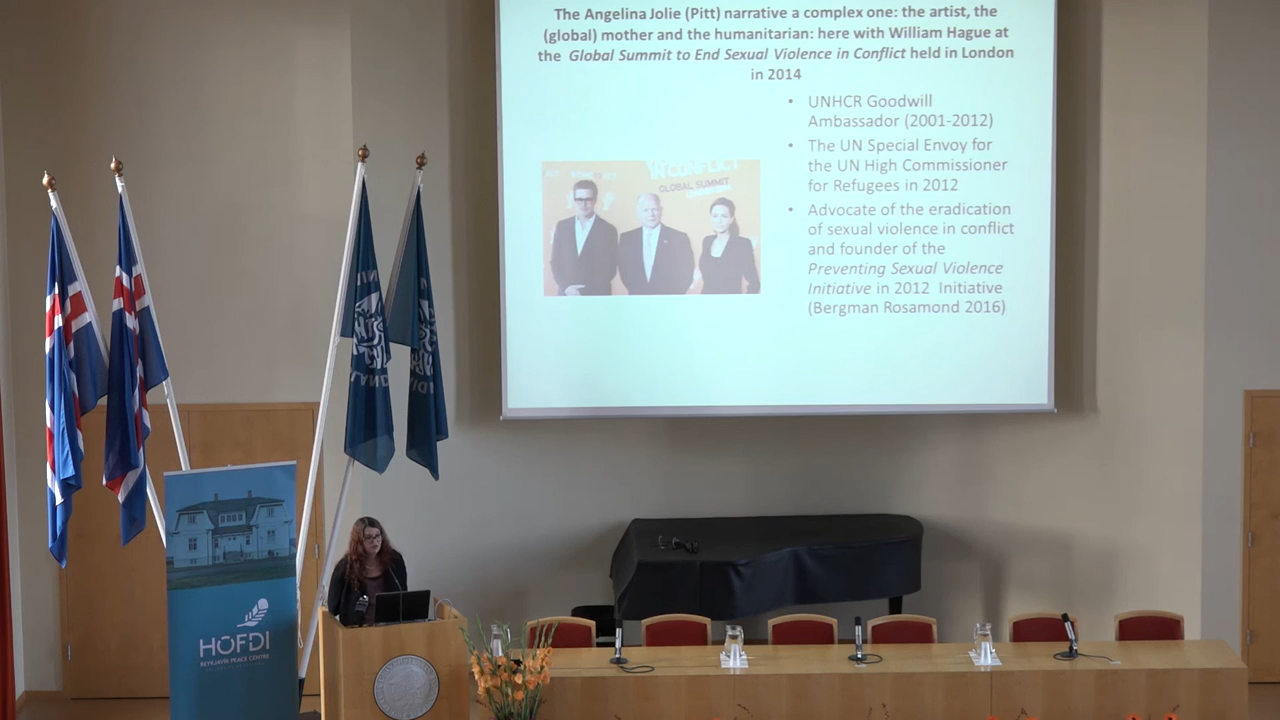 The Angelina Jolie (Pitt) narrative a complex one: the artist, the
(global) mother and the humanitarian: here with William Hague at
the Global Summit to End Sexual Violence in Conflict held in London
in 2014
• UNHCR Goodwill
Ambassador (2001-2012)
• The UN Special Envoy for
the UN High Commissioner
for Refugees in 2012
• Advocate of the eradication
of sexual violence in conflict
and founder of the
Preventing Sexual Violence
Initiative in 2012 Initiative
(Bergman Rosamond 2016)
IN CONFLICT
GLOBAL SUMMIT
HÖFDI
REYKJAVÍK PEACE CENTRE